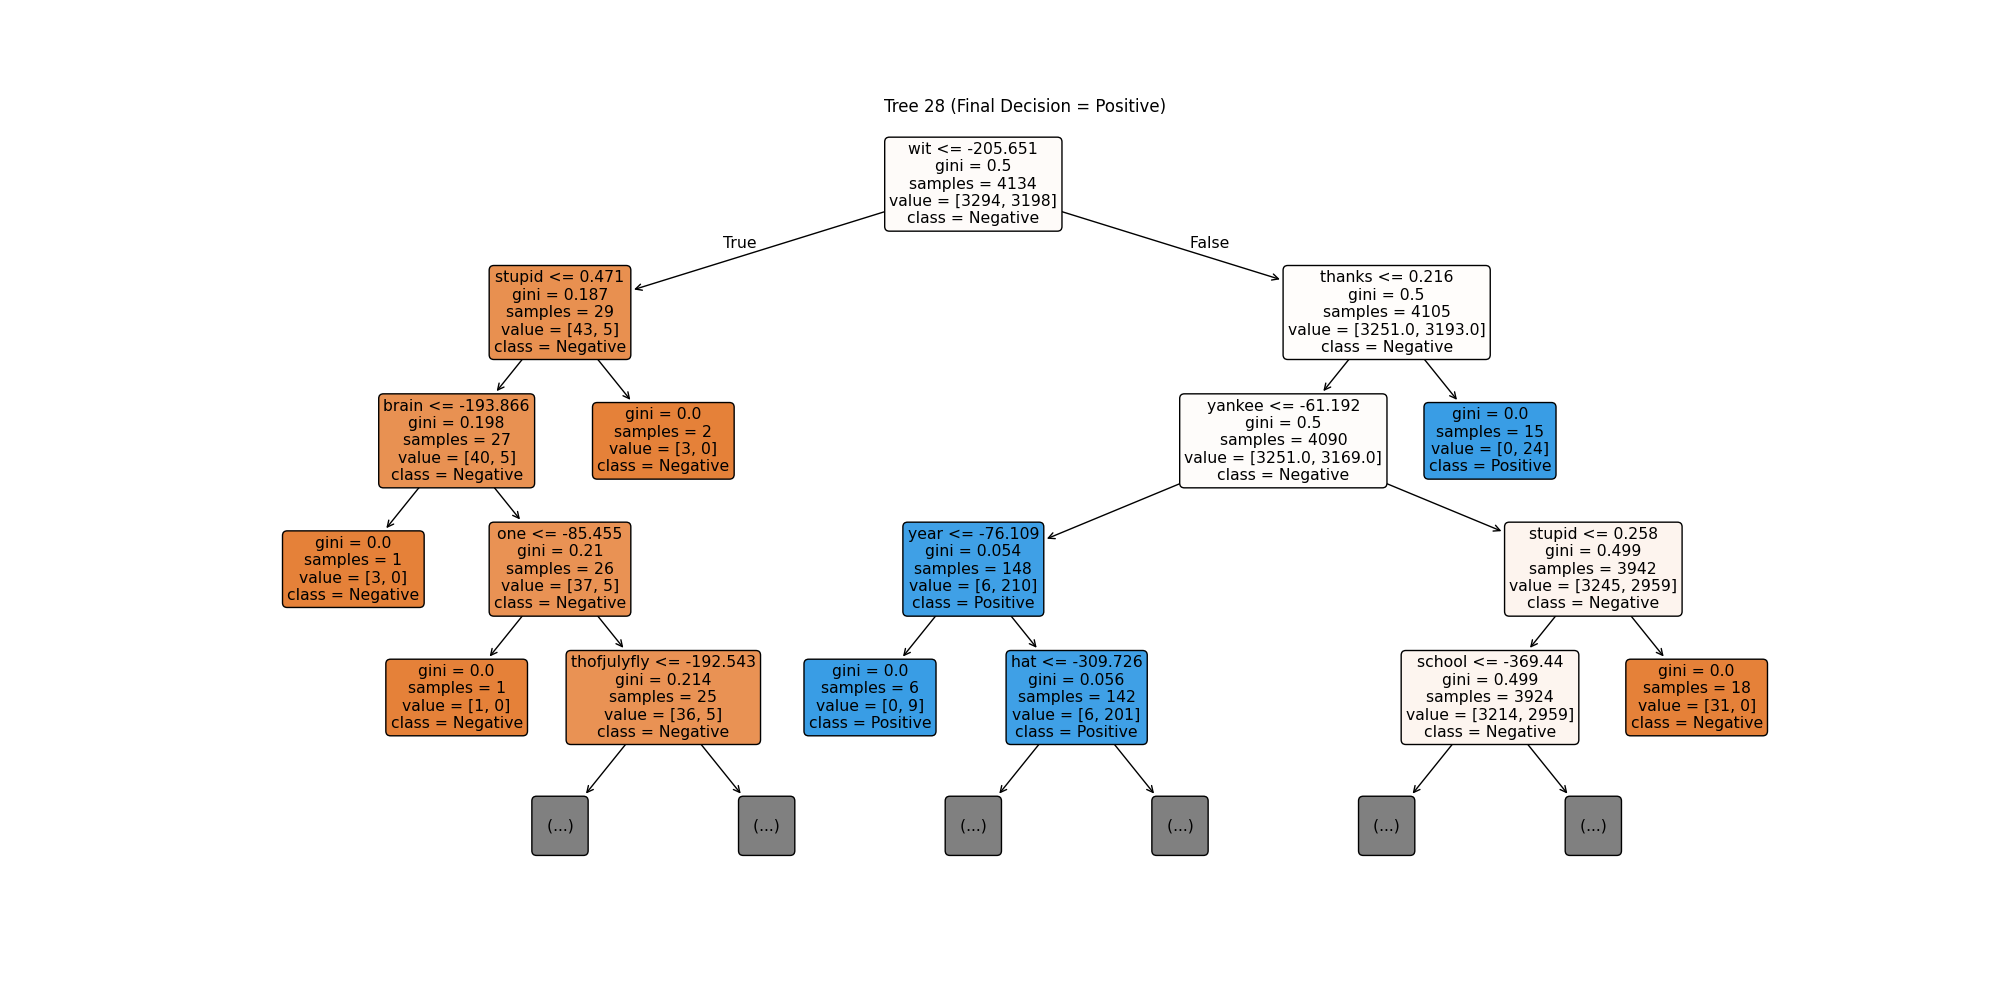 Tree 28 (Final Decision = Positive)
wit <= -205.651
gini = 0.5
samples = 4134
value = [3294, 3198]
class = Negative
True
False
stupid <= 0.471
gini = 0.187
samples = 29
value = [43, 5]
class = Negative
thanks <= 0.216
gini = 0.5
samples = 4105
value = [3251.0, 3193.0]
class = Negative
brain <= -193.866
gini = 0.198
samples = 27
value = [40, 5]
class = Negative
gini = 0.0
samples = 2
value = [3, 0]
class = Negative
yankee <= -61.192
gini = 0.5
samples = 4090
value = [3251.0, 3169.0]
class = Negative
gini = 0.0
samples = 15
value = [0, 24]
class = Positive
gini = 0.0
samples = 1
value = [3, 0]
class = Negative
one <= -85.455
gini = 0.21
samples = 26
value = [37, 5]
class = Negative
year <= -76.109
gini = 0.054
samples = 148
value = [6, 210]
class = Positive
stupid <= 0.258
gini = 0.499
samples = 3942
value = [3245, 2959]
class = Negative
gini = 0.0
samples = 1
value = [1, 0]
class = Negative
thofjulyfly <= -192.543
gini = 0.214
samples = 25
value = [36, 5]
class = Negative
gini = 0.0
samples = 6
value = [0, 9]
class = Positive
hat <= -309.726
gini = 0.056
samples = 142
value = [6, 201]
class = Positive
school <= -369.44
gini = 0.499
samples = 3924
value = [3214, 2959]
class = Negative
gini = 0.0
samples = 18
value = [31, 0]
class = Negative
(...)
(...)
(...)
(...)
(...)
(...)